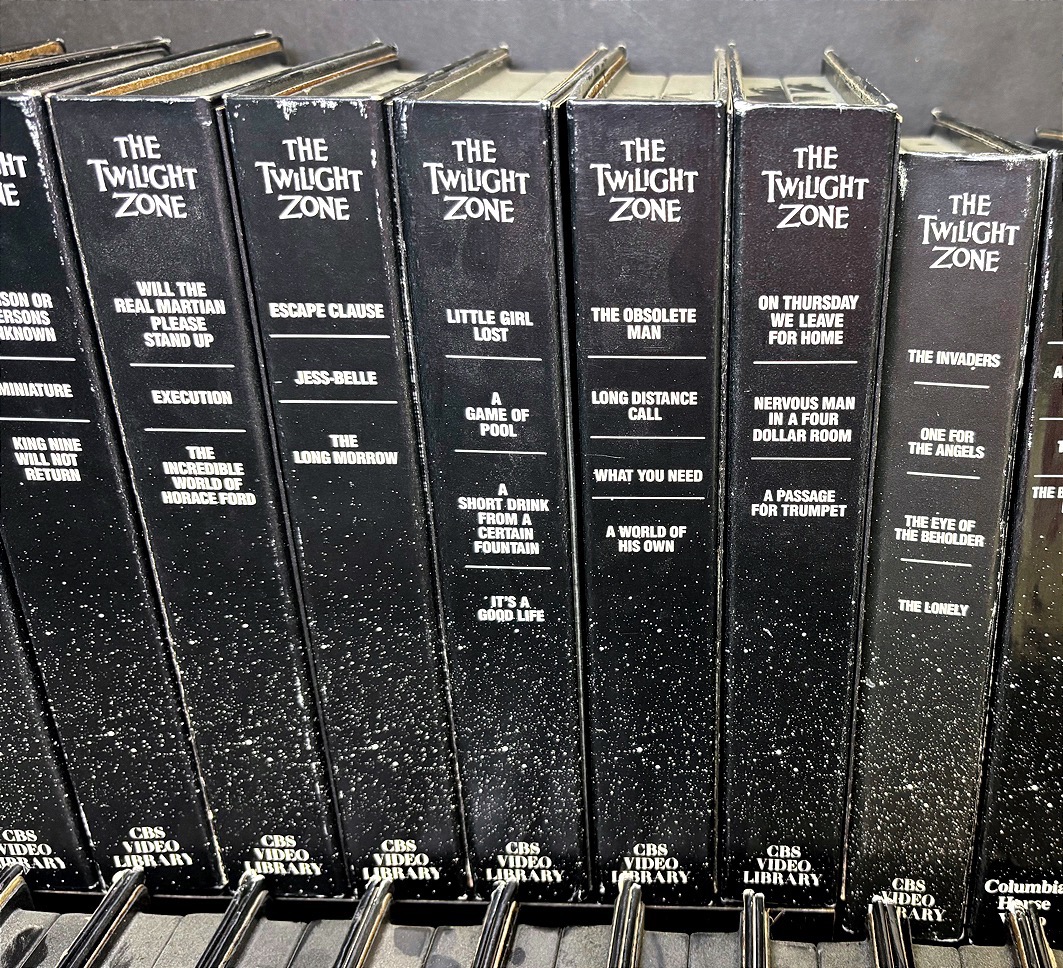 THE
TWILIGHT
ZONE
MINIATURE
KING NINE
WILL NOT
RETURN
CBS
VIDEO
LIBRARY
THE
TWILIGHT
ZONE
WILL THE
REAL MARTIAN
PLEASE
STAND UP
EXECUTION
THE
INCREDIBLE
WORLD OF
HORACE FORD
CBS
VIDEO
LIBRARY
THE
TWILIGHT
ZONE
ESCAPE CLAUSE
JESS-BELLE
THE
LONG MORROW
CBS
VIDEO
LIBRARY
THE
TWILIGHT
ZONE
LITTLE GIRL
LOST
A
GAME OF
POOL
A
SHORT DRINK
FROM A
CERTAIN
FOUNTAIN
IT'S A
GOOD LIFE
CBS
VIDEO
LIBRARY
THE
TWILIGHT
ZONE
THE OBSOLETE
MAN
LONG DISTANCE
CALL
WHAT YOU NEED
A WORLD OF
HIS OWN
CBS
VIDEO
LIBRARY
THE
TWILIGHT
ZONE
ON THURSDAY
WE LEAVE
FOR HOME
NERVOUS MAN
IN A FOUR
DOLLAR ROOM
A PASSAGE
FOR TRUMPET
CBS
VIDEO
LIBRARY
THE
TWILIGHT
ZONE
THE INVADERS
ONE FOR
THE ANGELS
THE EYE OF
THE BEHOLDER
THE LONELY
CBS
VIDEO
LIBRARY
THE
Columbia
House